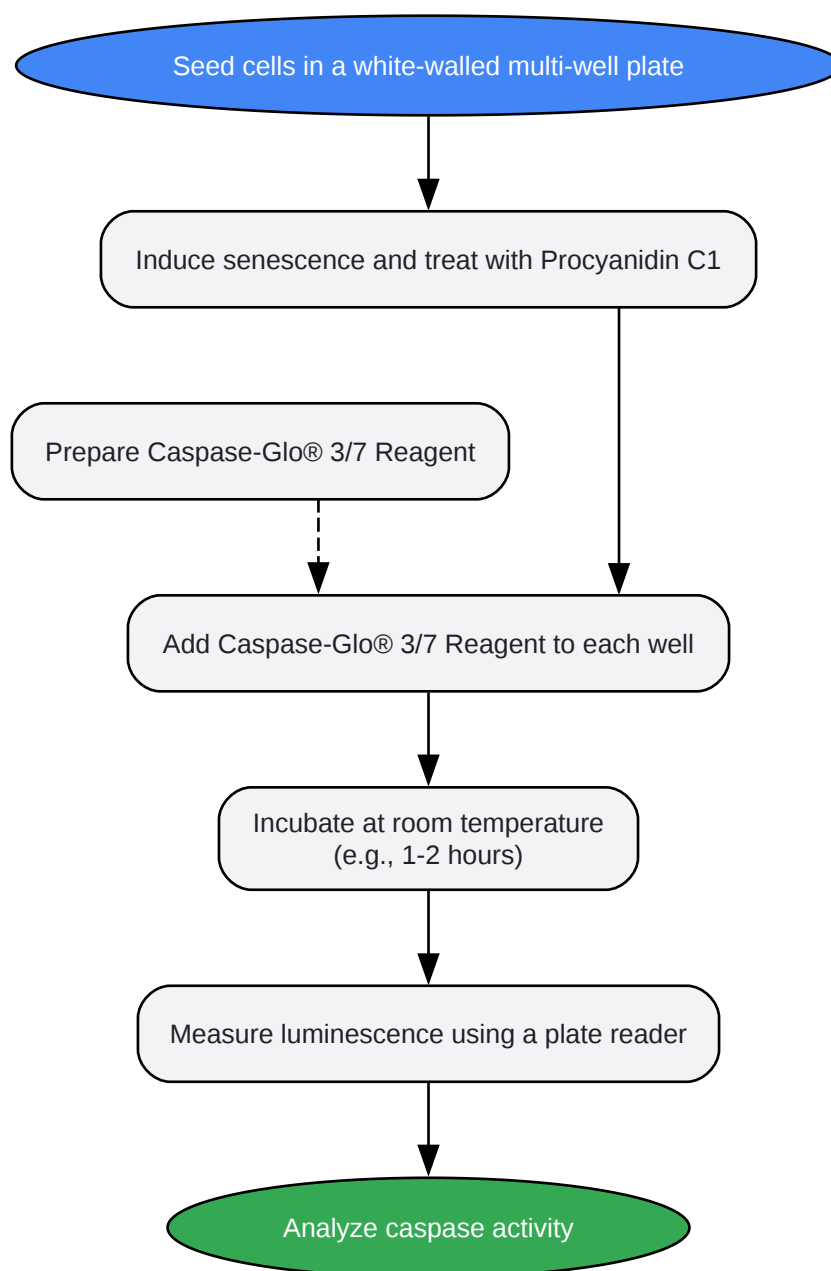 Seed cells in a white-walled multi-well plate
Induce senescence and treat with Procyanidin C1
Prepare Caspase-Glo® 3/7 Reagent
Add Caspase-Glo® 3/7 Reagent to each well
Incubate at room temperature
(e.g., 1-2 hours)
Measure luminescence using a plate reader
Analyze caspase activity